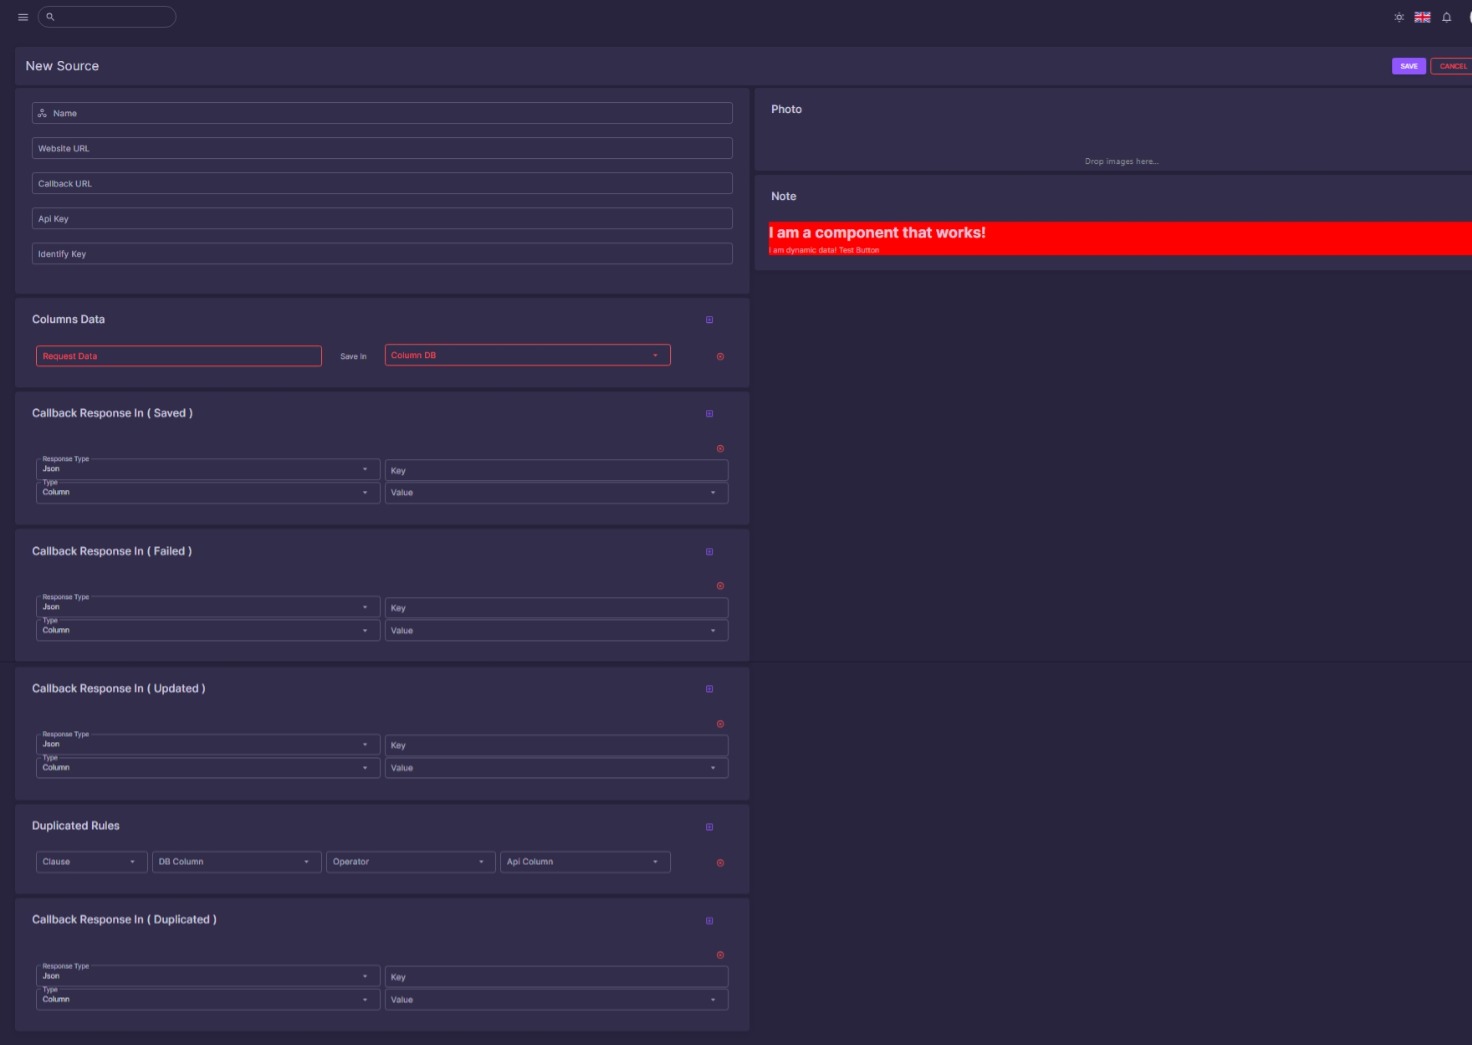 New Source
SAVE
CANCEL
Name
Website URL
Callback URL
Api Key
Identify Key
Photo
Drop images here...
Note
I am a component that works!
I am dynamic data! Test Button
Columns Data
Request Data
Save In
Column DB
Callback Response In ( Saved )
Response Type
Json
Key
Type
Column
Value
Callback Response In ( Failed )
Response Type
Json
Key
Type
Column
Value
Callback Response In ( Updated )
Response Type
Json
Key
Type
Column
Value
Duplicated Rules
Clause
DB Column
Operator
Api Column
Callback Response In ( Duplicated )
Response Type
Json
Key
Type
Column
Value